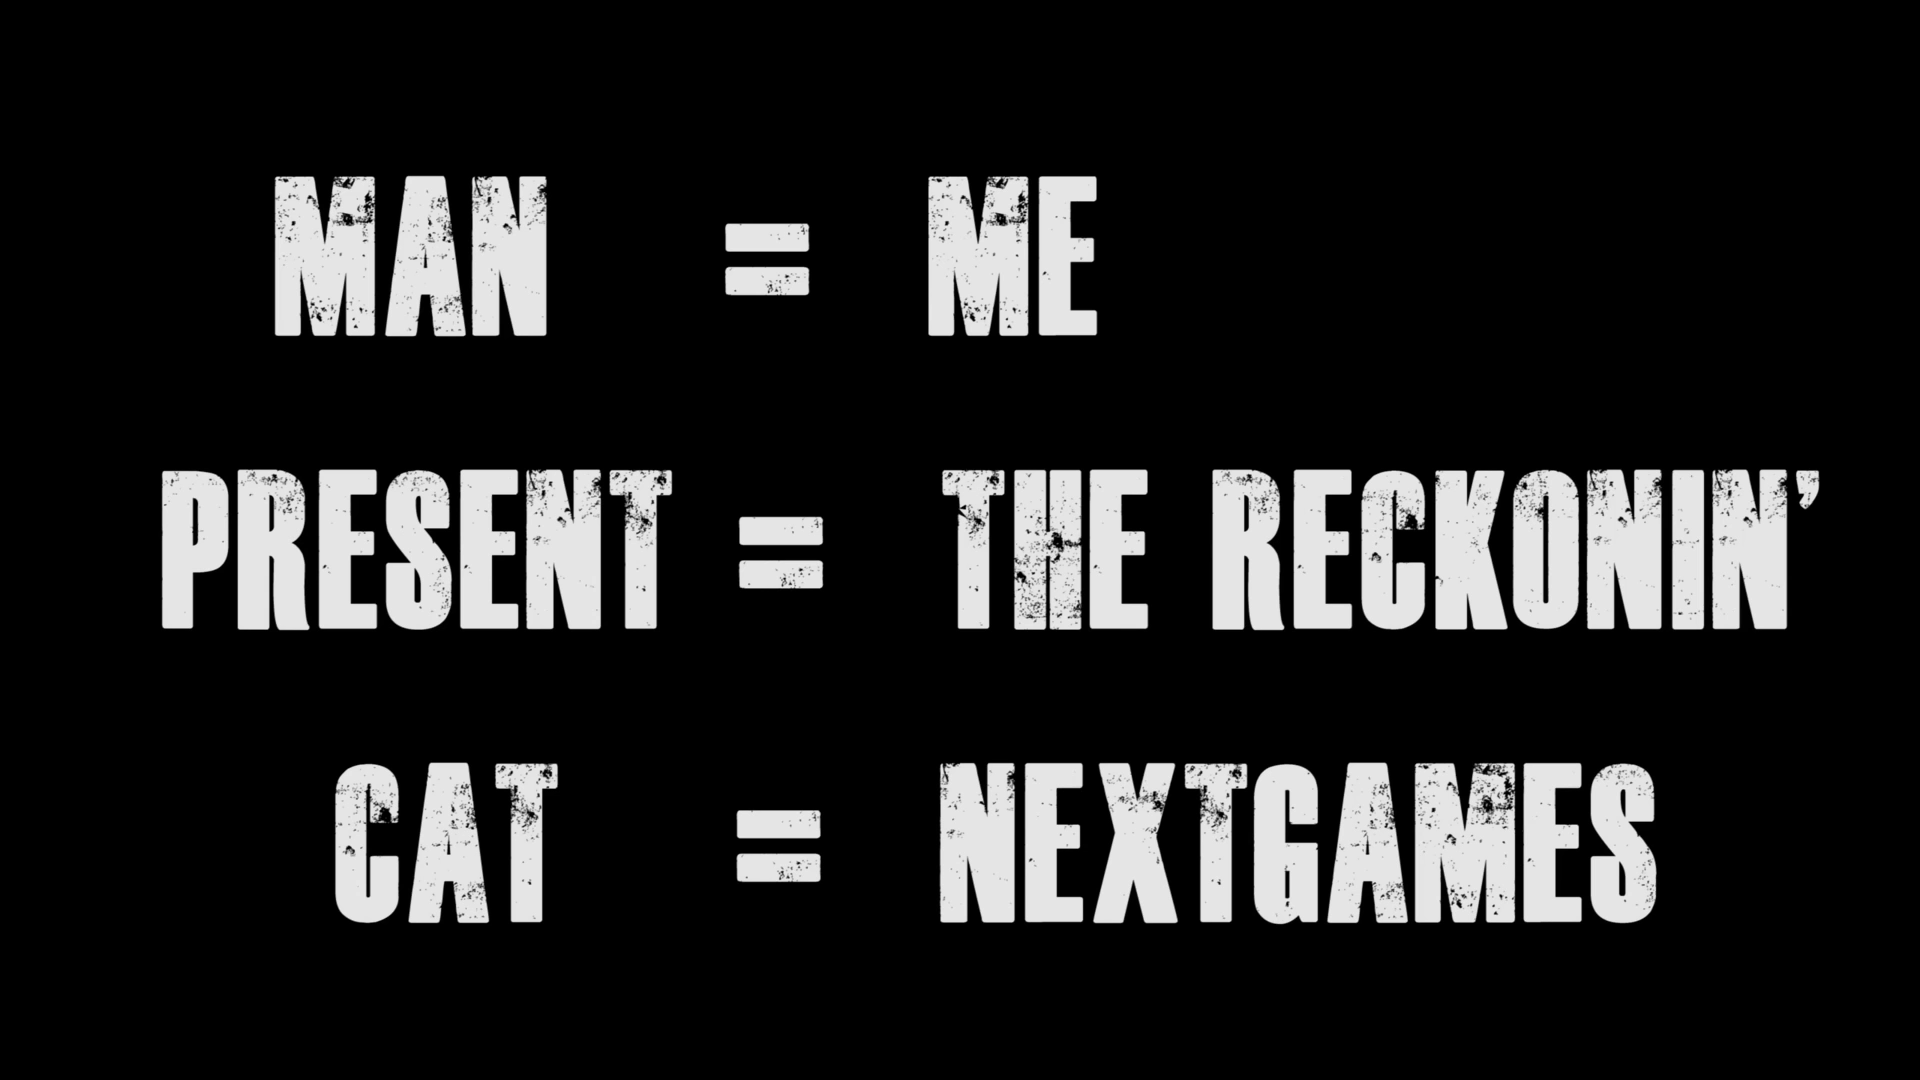 MAN = ME
PRESENT = THE RECKONIN'
CAT = NEXTGAMES